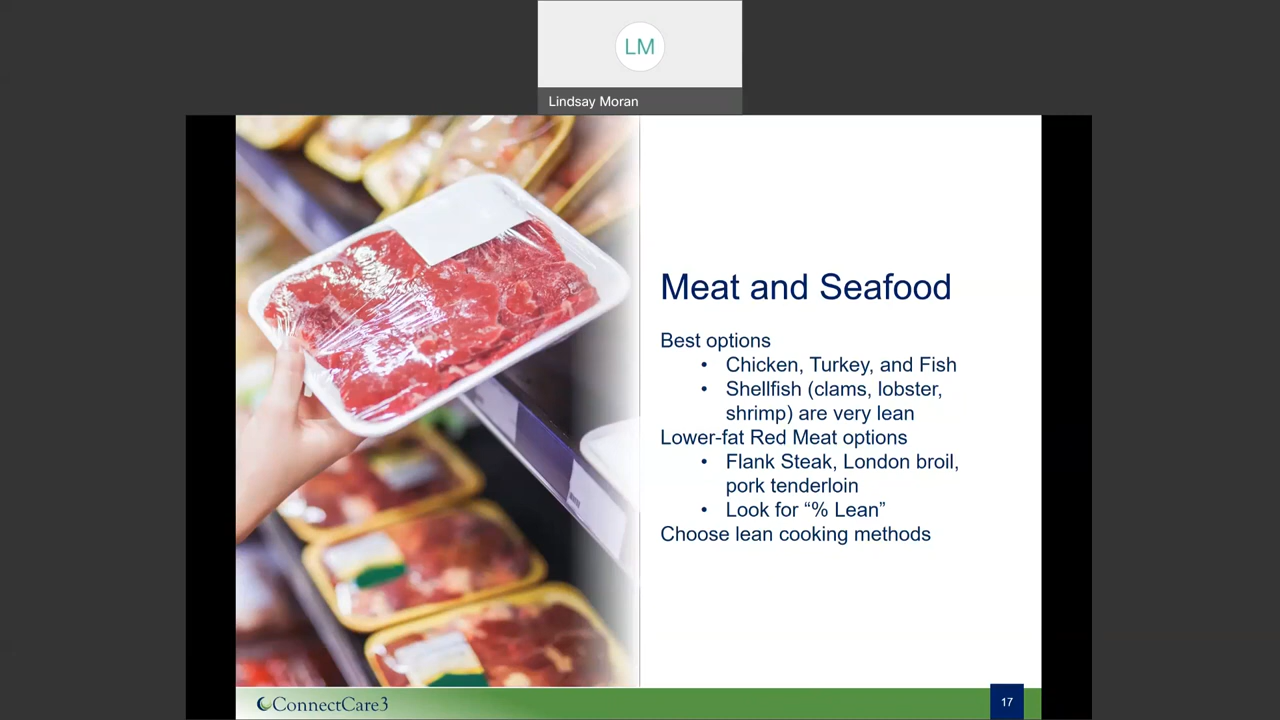 LM
Lindsay Moran
Meat and Seafood
Best options
• Chicken, Turkey, and Fish
• Shellfish (clams, lobster,
shrimp) are very lean
Lower-fat Red Meat options
• Flank Steak, London broil,
pork tenderloin
• Look for “% Lean”
Choose lean cooking methods
ConnectCare3
17